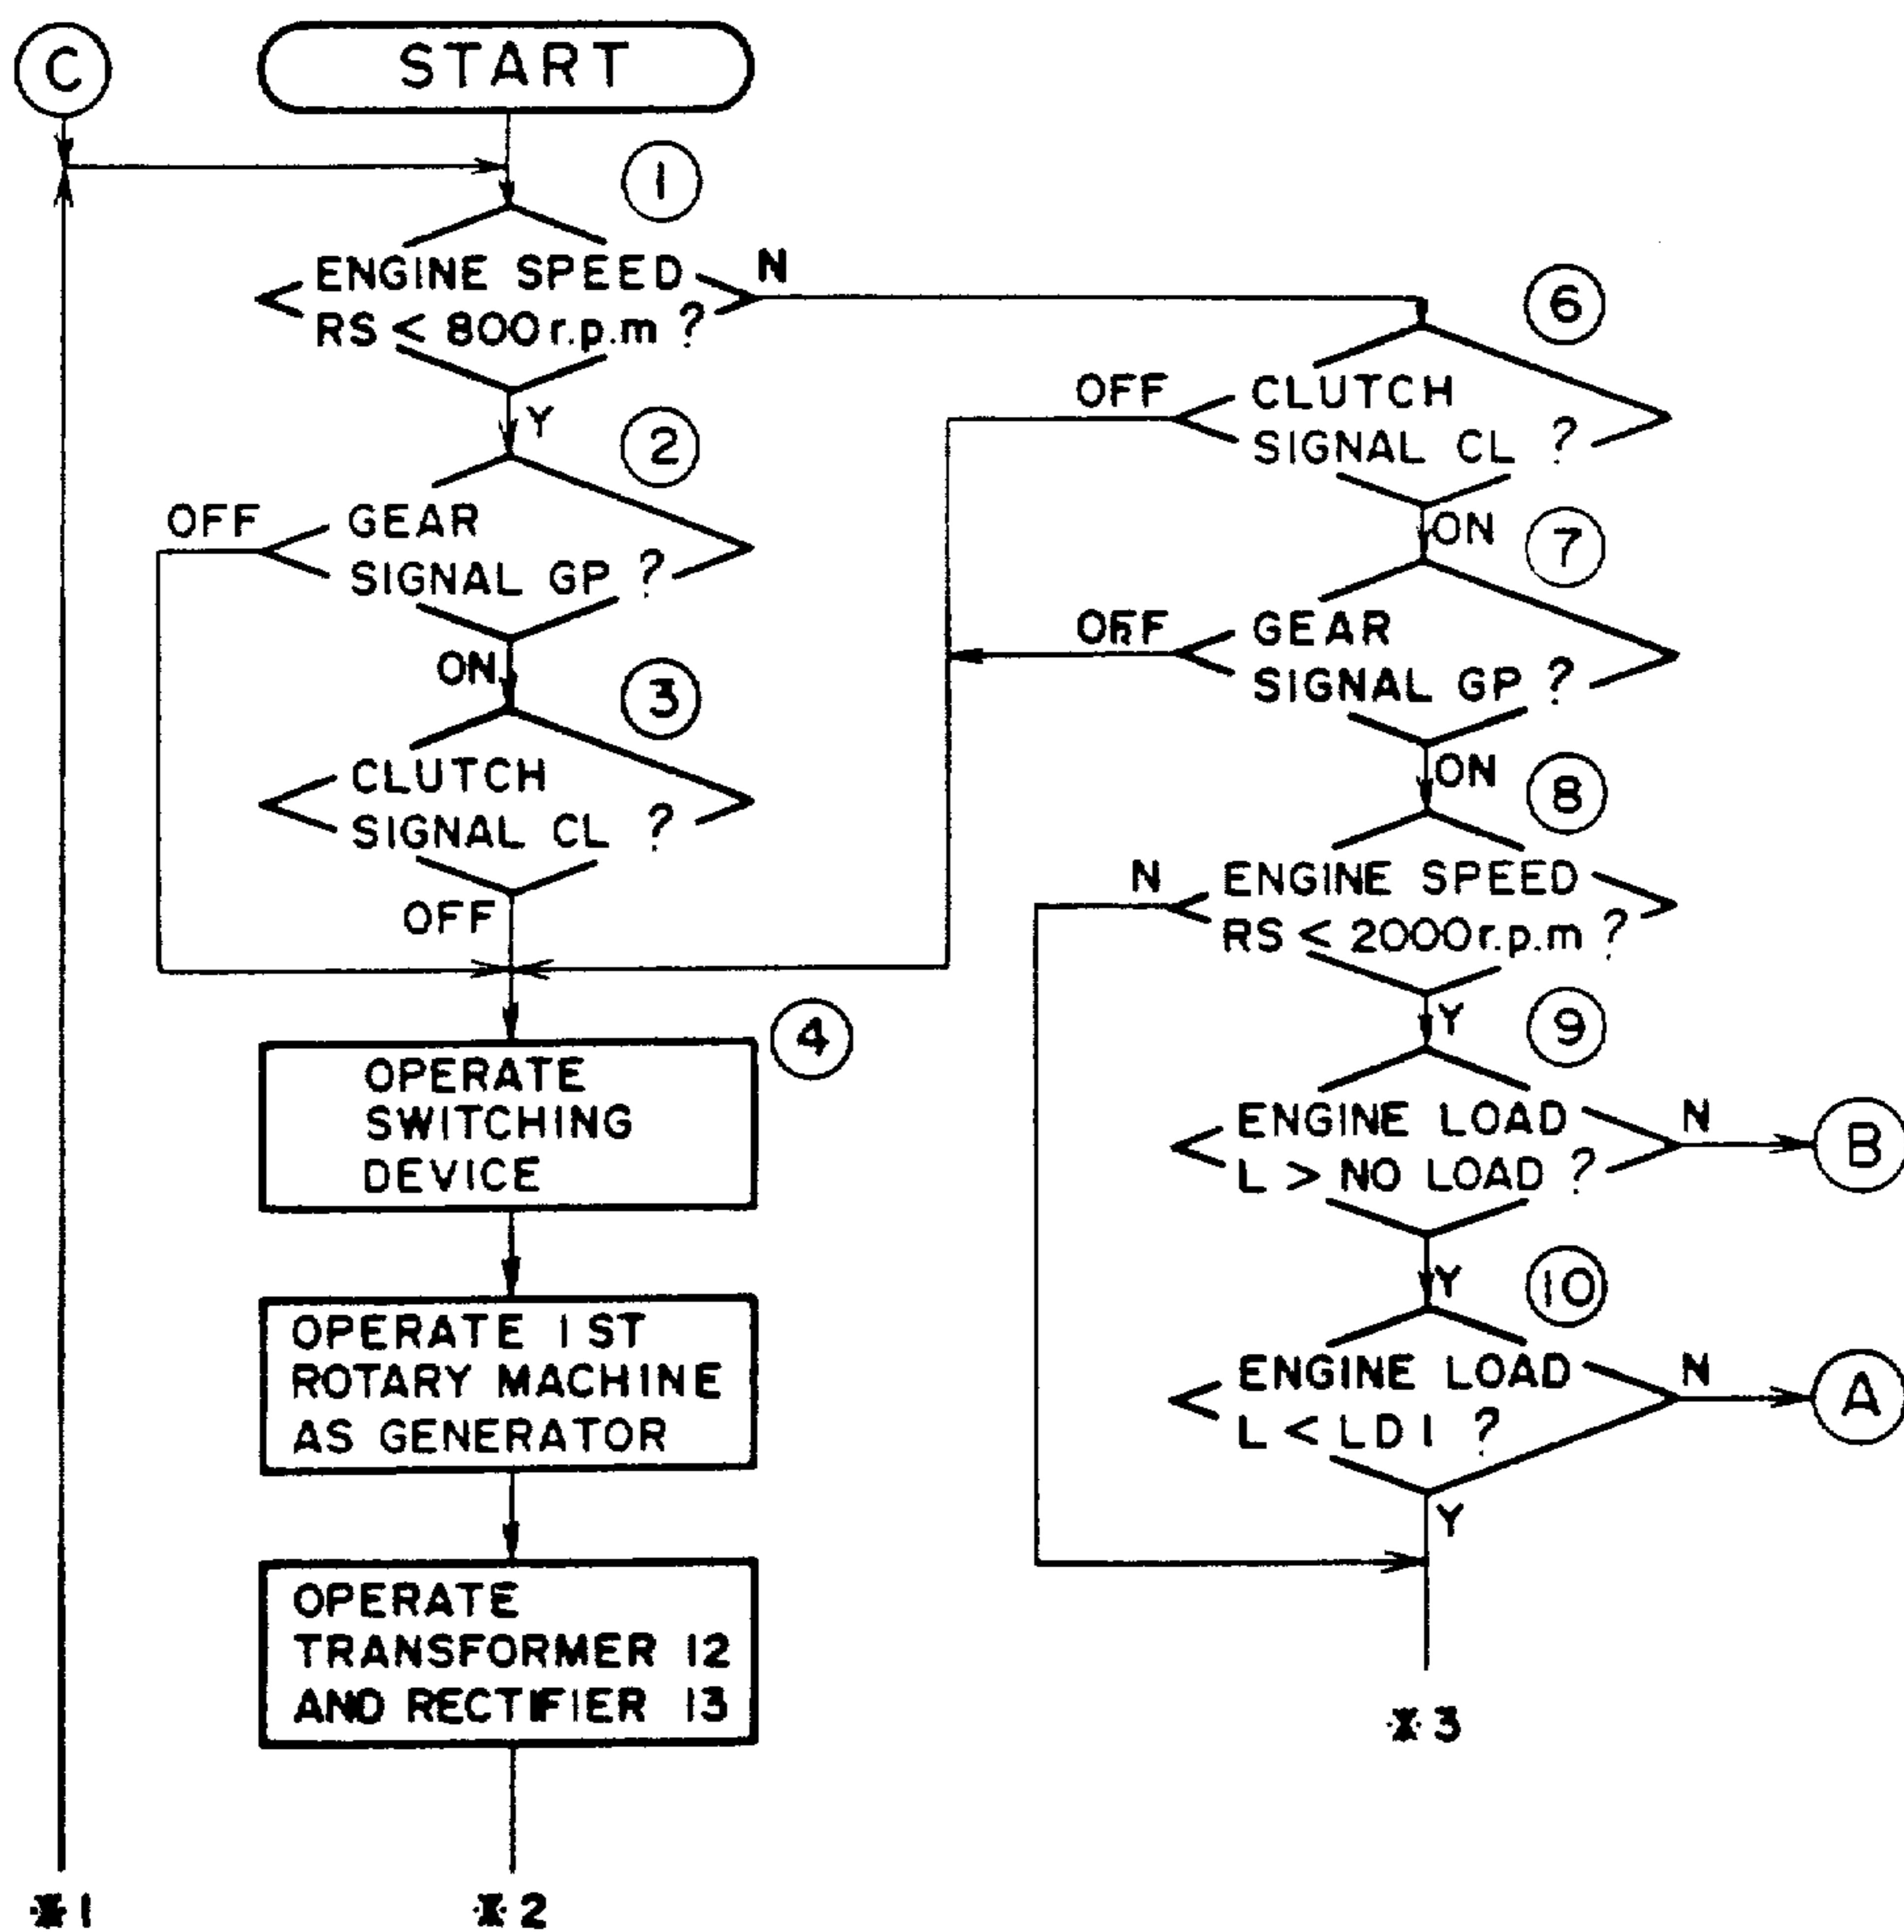 C
START
1
ENGINE SPEED
RS < 800 r.p.m ?
N
Y
2
OFF
GEAR
SIGNAL GP ?
ON
3
CLUTCH
SIGNAL CL ?
OFF
4
OPERATE
SWITCHING
DEVICE
OPERATE 1ST
ROTARY MACHINE
AS GENERATOR
OPERATE
TRANSFORMER 12
AND RECTIFIER 13
※1
※2
6
OFF
CLUTCH
SIGNAL CL ?
ON
7
OFF
GEAR
SIGNAL GP ?
ON
8
N
ENGINE SPEED
RS < 2000 r.p.m ?
Y
9
ENGINE LOAD
L > NO LOAD ?
N
B
Y
10
ENGINE LOAD
L < LD1 ?
N
A
Y
※3